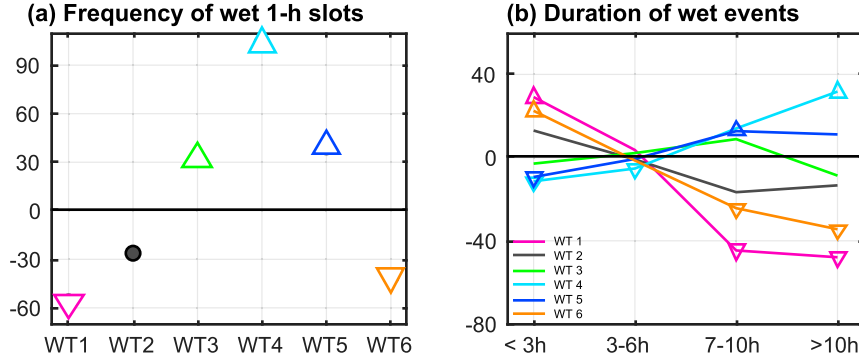 (a) Frequency of wet 1-h slots
90
60
30
0
-30
-60
WT1 WT2 WT3 WT4 WT5 WT6
(b) Duration of wet events
40
0
-40
-80
WT 1
WT 2
WT 3
WT 4
WT 5
WT 6
< 3h 3-6h 7-10h >10h